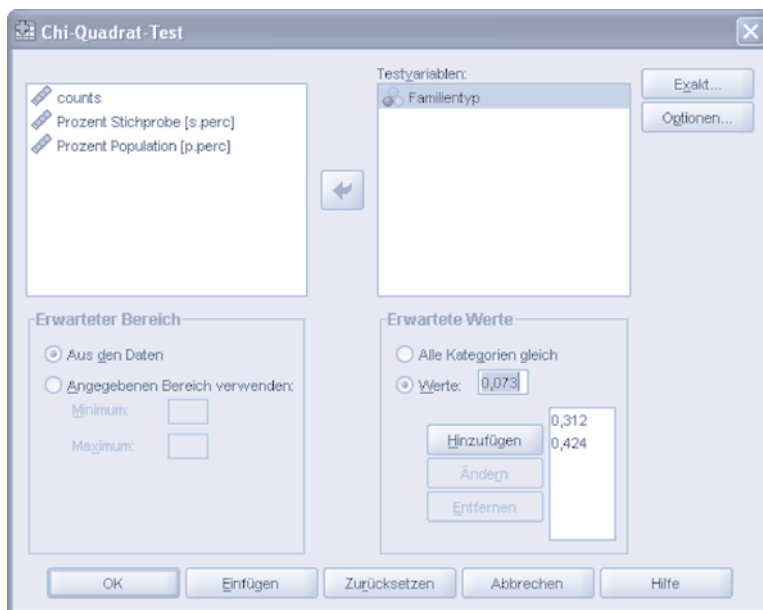 Chi-Quadrat-Test
counts
Prozent Stichprobe [s.perc]
Prozent Population [p.perc]
Testvariablen:
Familientyp
Exakt...
Optionen...
Erwarteter Bereich
Aus den Daten
Angegebenen Bereich verwenden:
Minimum:
Maximum:
Erwartete Werte
Alle Kategorien gleich
Werte: 0,073
Hinzufügen
Ändern
Entfernen
0,312
0,424
OK
Einfügen
Zurücksetzen
Abbrechen
Hilfe